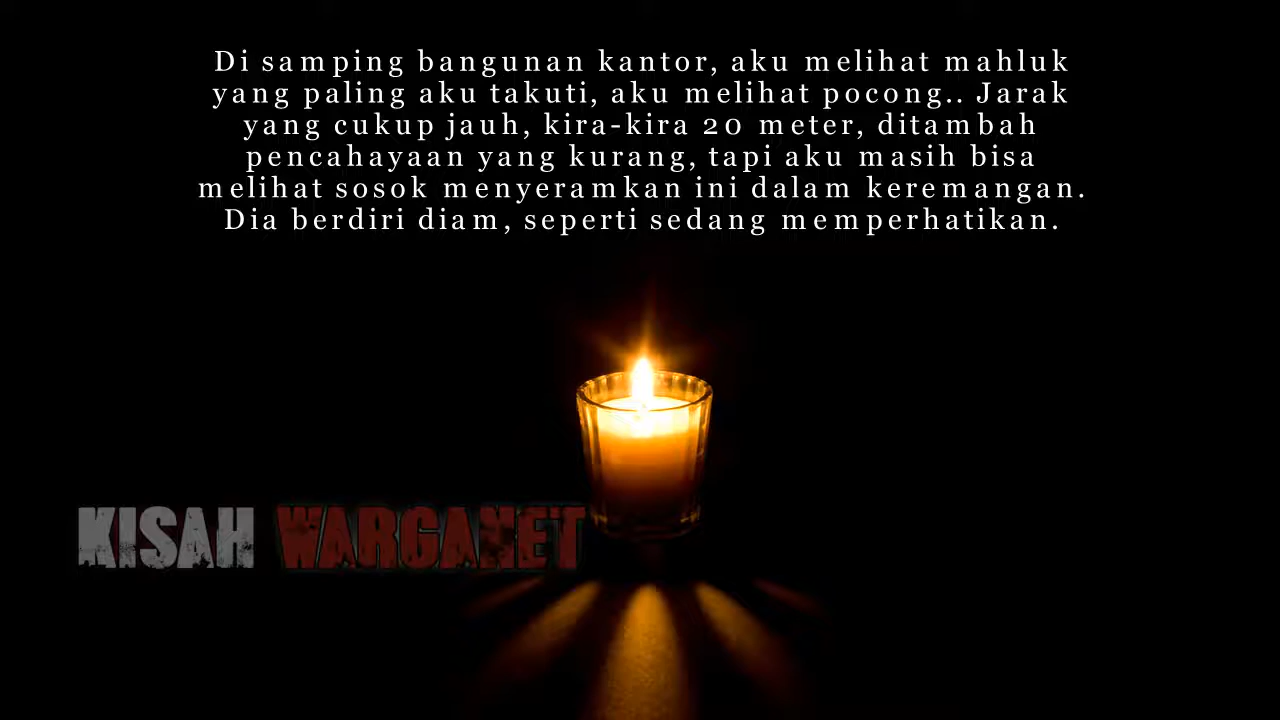 Di samping bangunan kantor, aku melihat mahluk
yang paling aku takuti, aku melihat pocong.. Jarak
yang cukup jauh, kira-kira 20 meter, ditambah
pencahayaan yang kurang, tapi aku masih bisa
melihat sosok menyeramkan ini dalam keremangan.
Dia berdiri diam, seperti sedang memperhatikan.
KISAH WARGANET